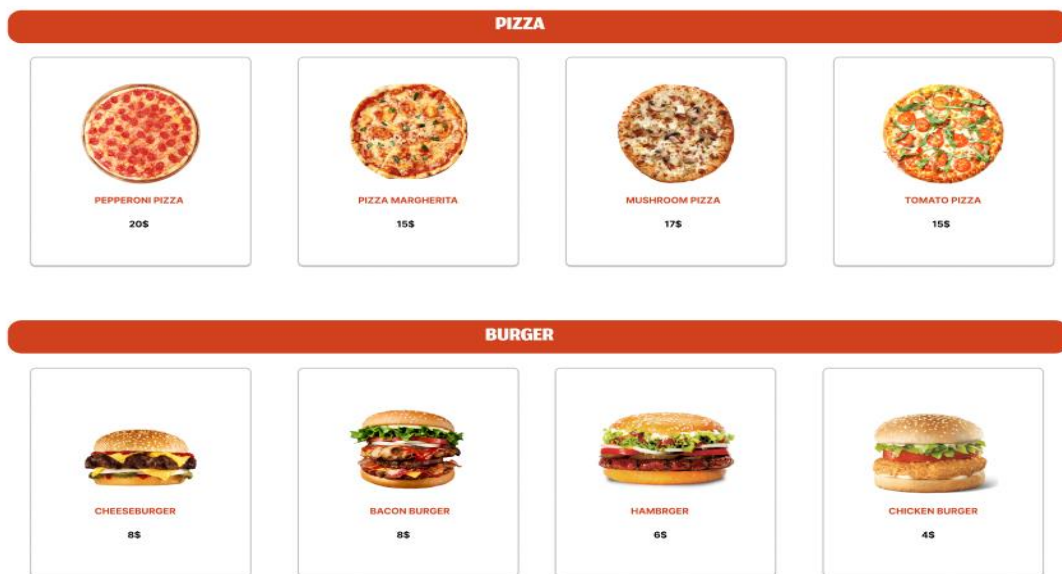 PIZZA
PEPPERONI PIZZA
PIZZA MARGHERITA
MUSHROOM PIZZA
TOMATO PIZZA
20$
15$
17$
15$
BURGER
CHEESEBURGER
BACON BURGER
HAMBRGER
CHICKEN BURGER
8$
8$
6$
4$